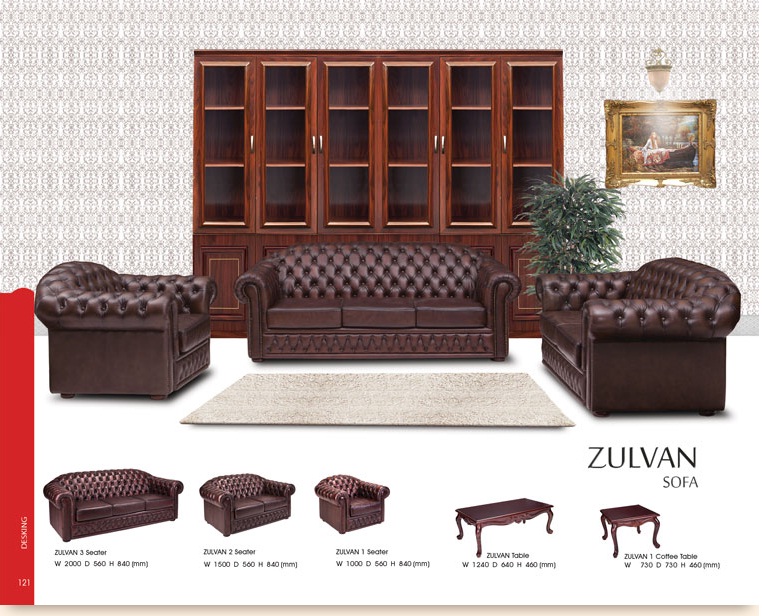 ZULVAN
SOFA
ZULVAN 3 Seater
W 2000 D 560 H 840 (mm)
ZULVAN 2 Seater
W 1500 D 560 H 840 (mm)
ZULVAN 1 Seater
W 1000 D 560 H 840 (mm)
ZULVAN Table
W 1240 D 640 H 460 (mm)
ZULVAN 1 Coffee Table
W 730 D 730 H 460 (mm)
DESKING
121